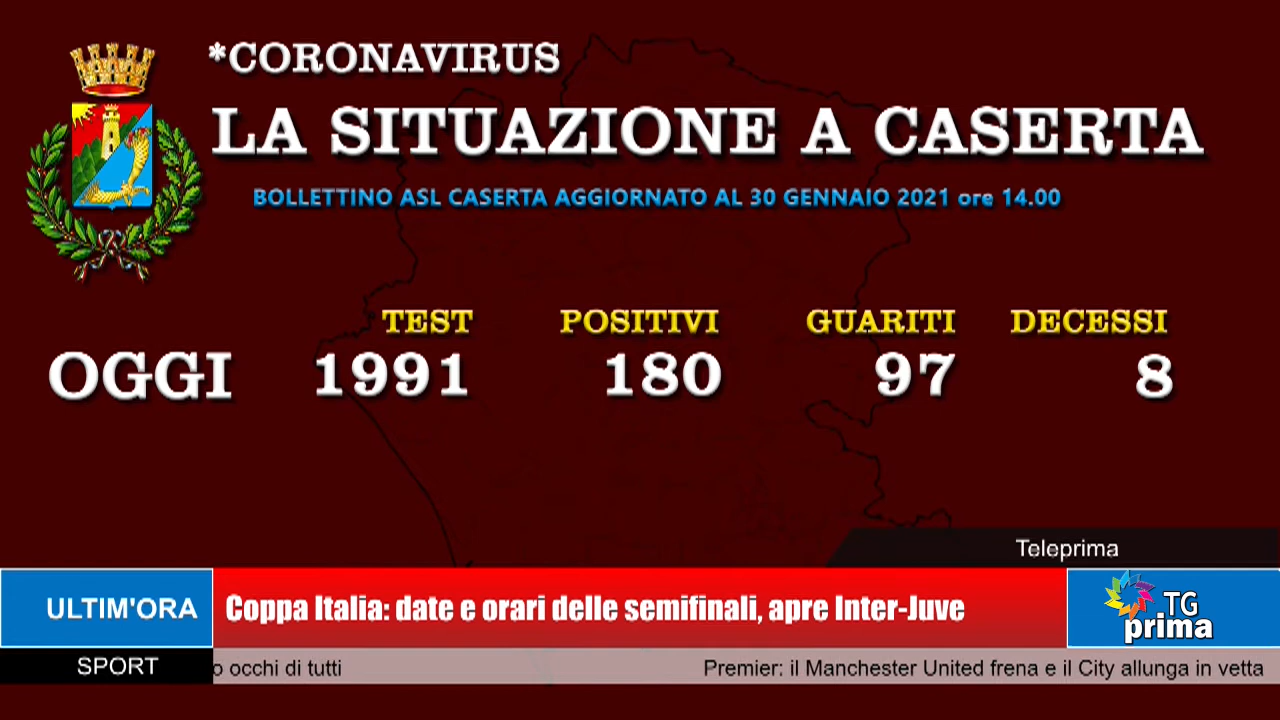 *CORONAVIRUS
LA SITUAZIONE A CASERTA
BOLLETTINO ASL CASERTA AGGIORNATO AL 30 GENNAIO 2021 ore 14.00
TEST POSITIVI GUARITI DECESSI
OGGI 1991 180 97 8
Teleprima
ULTIM'ORA Coppa Italia: date e orari delle semifinali, apre Inter-Juve
TG
prima
SPORT o occhi di tutti Premier: il Manchester United frena e il City allunga in vetta